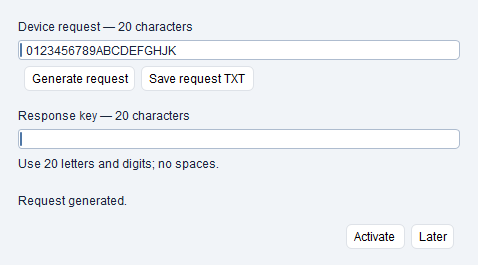 Device request — 20 characters
0123456789ABCDEFGHJK
Generate request Save request TXT
Response key — 20 characters
Use 20 letters and digits; no spaces.
Request generated.
Activate Later